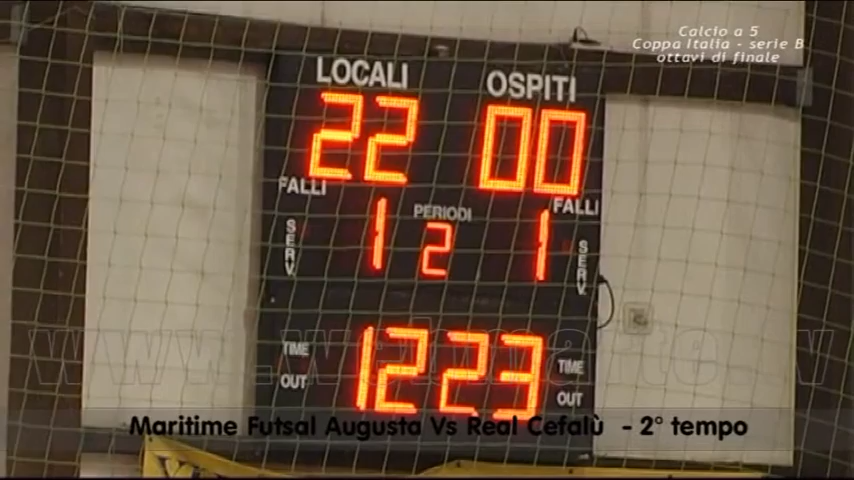 Calcio a 5
Coppa Italia - serie B
ottavi di finale
LOCALI OSPITI
22 00
FALLI FALLI
PERIODI
1 2 1
SERV. SERV.
TIME OUT 1223 TIME OUT
Maritime Futsal Augusta Vs Real Cefalù - 2° tempo